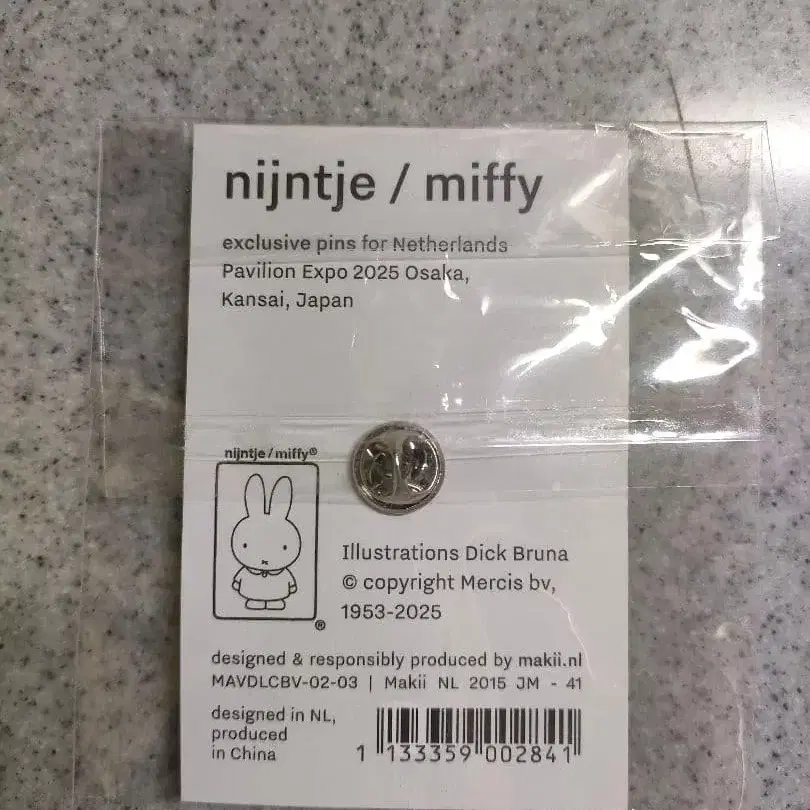 nijntje / miffy
exclusive pins for Netherlands
Pavilion Expo 2025 Osaka,
Kansai, Japan
nijntje/miffy®
®
Illustrations Dick Bruna
© copyright Mercis bv,
1953-2025
designed & responsibly produced by makii.nl
MAVDLCBV-02-03 | Makii NL 2015 JM - 41
designed in NL,
produced
in China
1 133359 002841